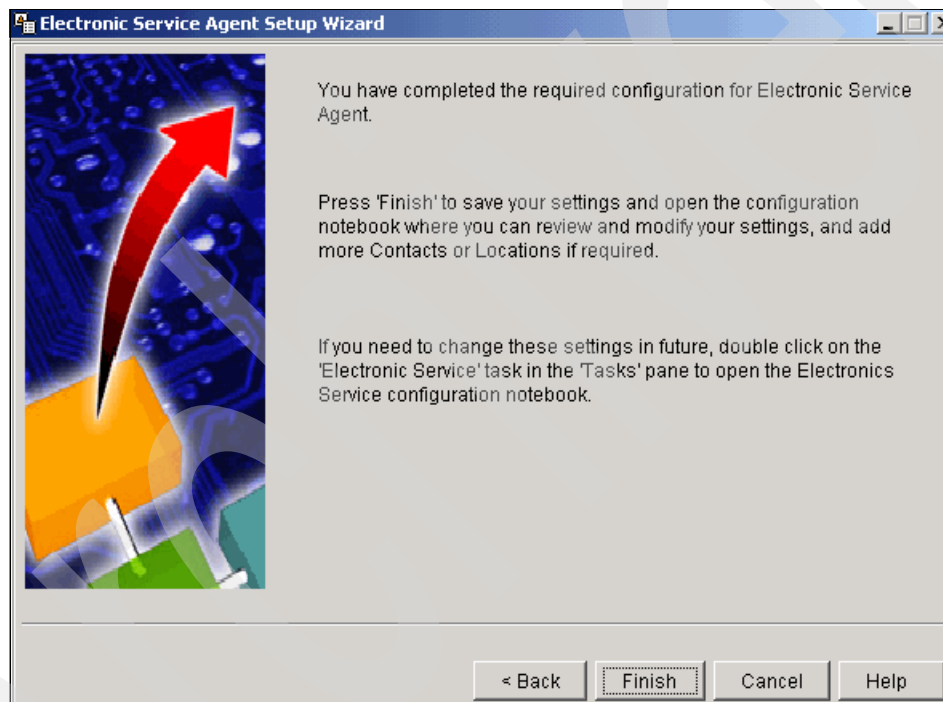 Electronic Service Agent Setup Wizard
You have completed the required configuration for Electronic Service
Agent.
Press 'Finish' to save your settings and open the configuration
notebook where you can review and modify your settings, and add
more Contacts or Locations if required.
If you need to change these settings in future, double click on the
'Electronic Service' task in the 'Tasks' pane to open the Electronics
Service configuration notebook.
< Back
Finish
Cancel
Help